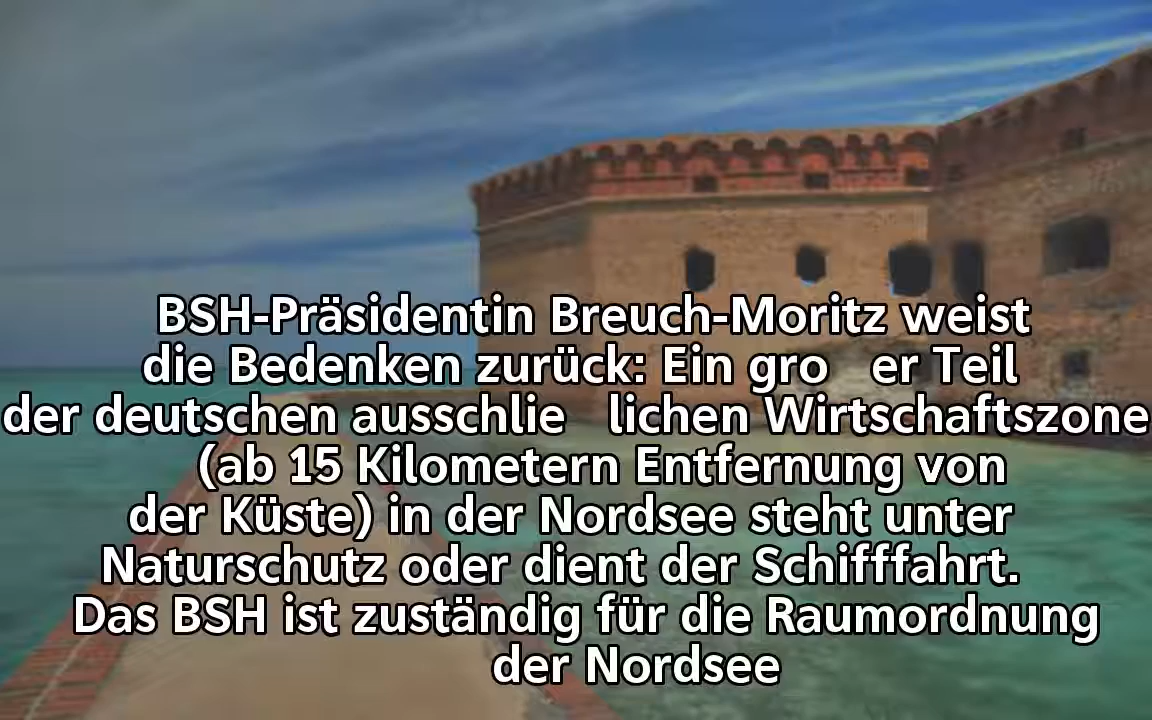 BSH-Präsidentin Breuch-Moritz weist
die Bedenken zurück: Ein gro er Teil
der deutschen ausschlie lichen Wirtschaftszone
(ab 15 Kilometern Entfernung von
der Küste) in der Nordsee steht unter
Naturschutz oder dient der Schifffahrt.
Das BSH ist zuständig für die Raumordnung
der Nordsee